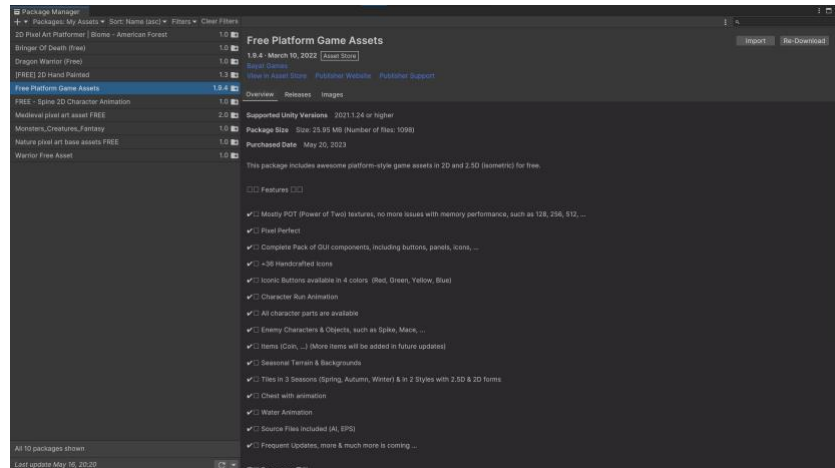 Package Manager
+ Packages: My Assets Sort: Name (asc) Filters Clear Filters
2D Pixel Art Platformer | Biome - American Forest 1.0
Bringer Of Death (free) 1.0
Dragon Warrior (Free) 1.0
[FREE] 2D Hand Painted 1.3
Free Platform Game Assets 1.9.4
FREE - Spine 2D Character Animation 1.0
Medieval pixel art asset FREE 2.0
Monsters_Creatures_Fantasy 1.0
Nature pixel art base assets FREE 1.0
Warrior Free Asset 1.0
All 10 packages shown
Last update May 16, 20:20
Free Platform Game Assets
Import Re-Download
1.9.4 · March 10, 2022 Asset Store
Bayat Games
View in Asset Store Publisher Website Publisher Support
Overview Releases Images
Supported Unity Versions 2021.1.24 or higher
Package Size Size: 25.95 MB (Number of files: 1098)
Purchased Date May 20, 2023
This package includes awesome platform-style game assets in 2D and 2.5D (isometric) for free.
□□ Features □□
✔□ Mostly POT (Power of Two) textures, no more issues with memory performance, such as 128, 256, 512, ...
✔□ Pixel Perfect
✔□ Complete Pack of GUI components, including buttons, panels, icons, ...
✔□ +36 Handcrafted Icons
✔□ Iconic Buttons available in 4 colors (Red, Green, Yellow, Blue)
✔□ Character Run Animation
✔□ All character parts are available
✔□ Enemy Characters & Objects, such as Spike, Mace, ...
✔□ Items (Coin, ...) (More items will be added in future updates)
✔□ Seasonal Terrain & Backgrounds
✔□ Tiles in 3 Seasons (Spring, Autumn, Winter) & in 2 Styles with 2.5D & 2D forms
✔□ Chest with animation
✔□ Water Animation
✔□ Source Files Included (AI, EPS)
✔□ Frequent Updates, more & much more is coming ...